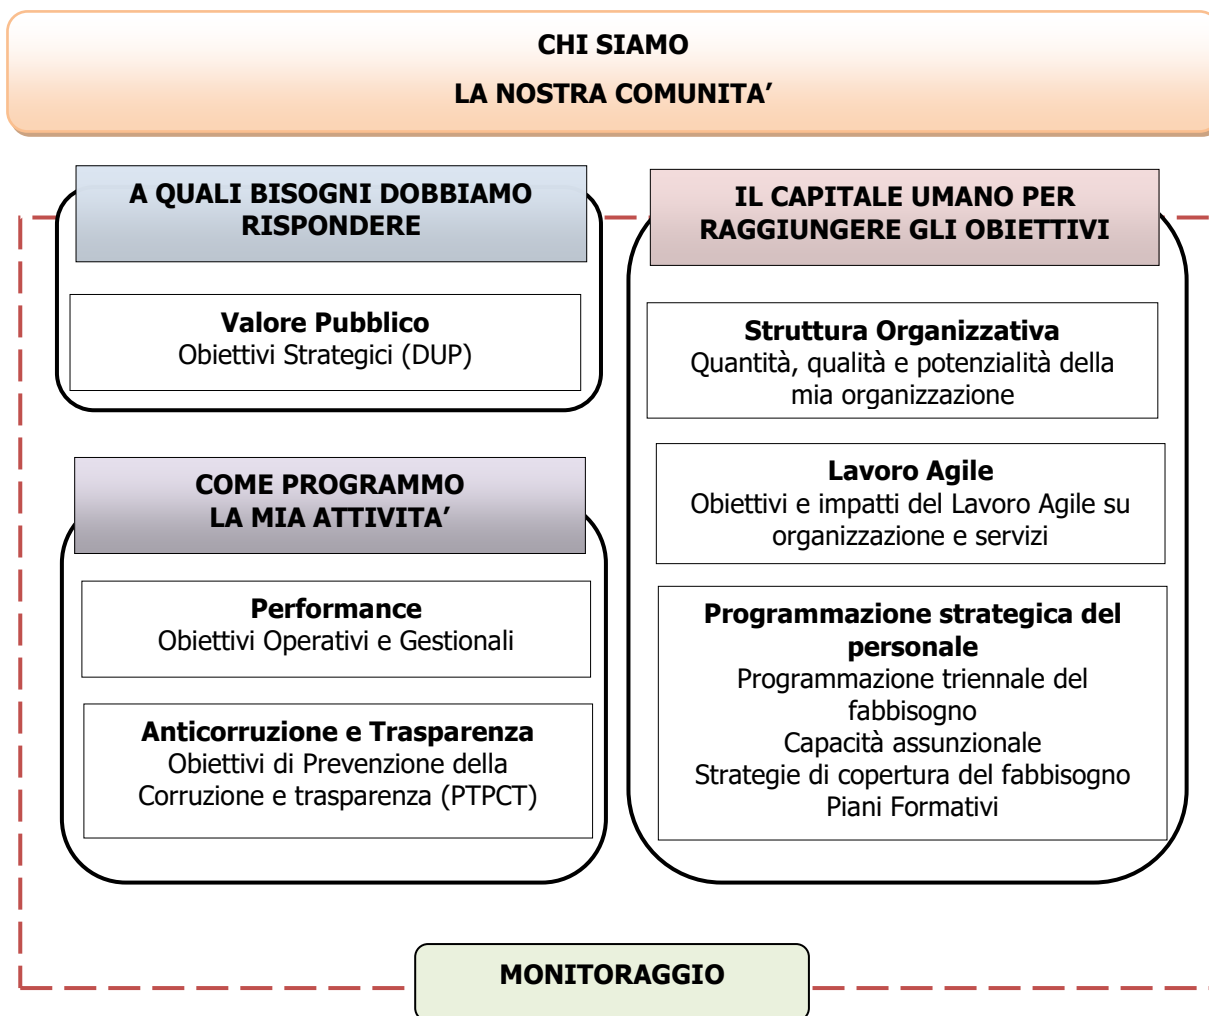 CHI SIAMO
LA NOSTRA COMUNITA’
A QUALI BISOGNI DOBBIAMO
RISPONDERE
Valore Pubblico
Obiettivi Strategici (DUP)
COME PROGRAMMO
LA MIA ATTIVITA’
Performance
Obiettivi Operativi e Gestionali
Anticorruzione e Trasparenza
Obiettivi di Prevenzione della
Corruzione e trasparenza (PTPCT)
IL CAPITALE UMANO PER
RAGGIUNGERE GLI OBIETTIVI
Struttura Organizzativa
Quantità, qualità e potenzialità della
mia organizzazione
Lavoro Agile
Obiettivi e impatti del Lavoro Agile su
organizzazione e servizi
Programmazione strategica del
personale
Programmazione triennale del
fabbisogno
Capacità assunzionale
Strategie di copertura del fabbisogno
Piani Formativi
MONITORAGGIO